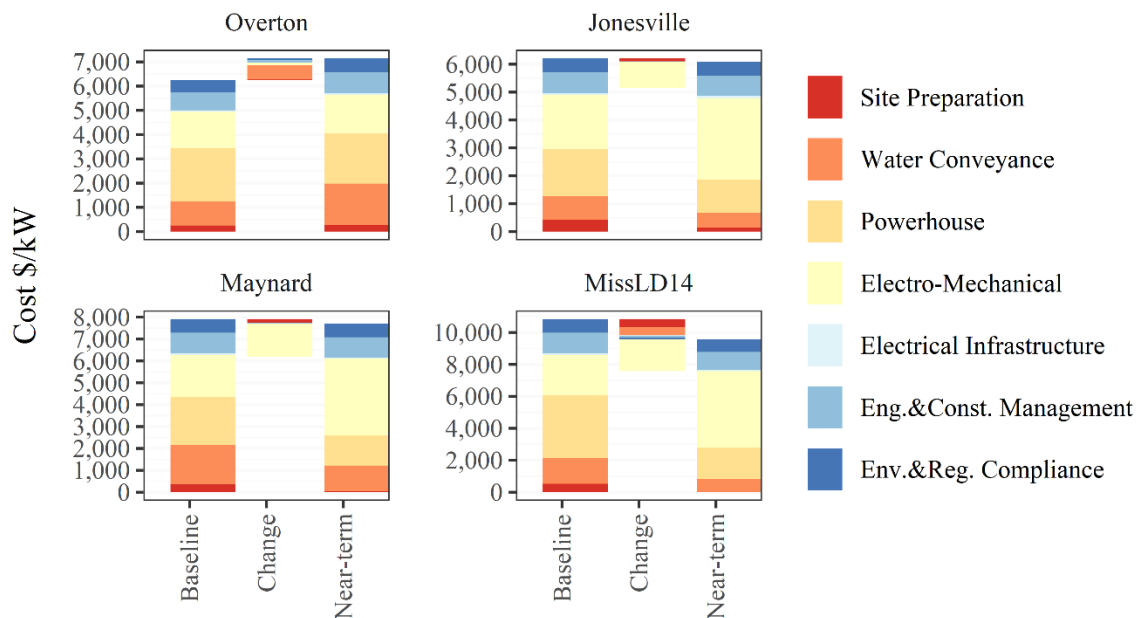 Overton
Jonesville
7,000
6,000
5,000
4,000
3,000
2,000
1,000
0
6,000
5,000
4,000
3,000
2,000
1,000
0
Maynard
MissLD14
8,000
7,000
6,000
5,000
4,000
3,000
2,000
1,000
0
10,000
8,000
6,000
4,000
2,000
0
Baseline
Change
Near-term
Baseline
Change
Near-term
Cost $/kW
Site Preparation
Water Conveyance
Powerhouse
Electro-Mechanical
Electrical Infrastructure
Eng.&Const. Management
Env.&Reg. Compliance